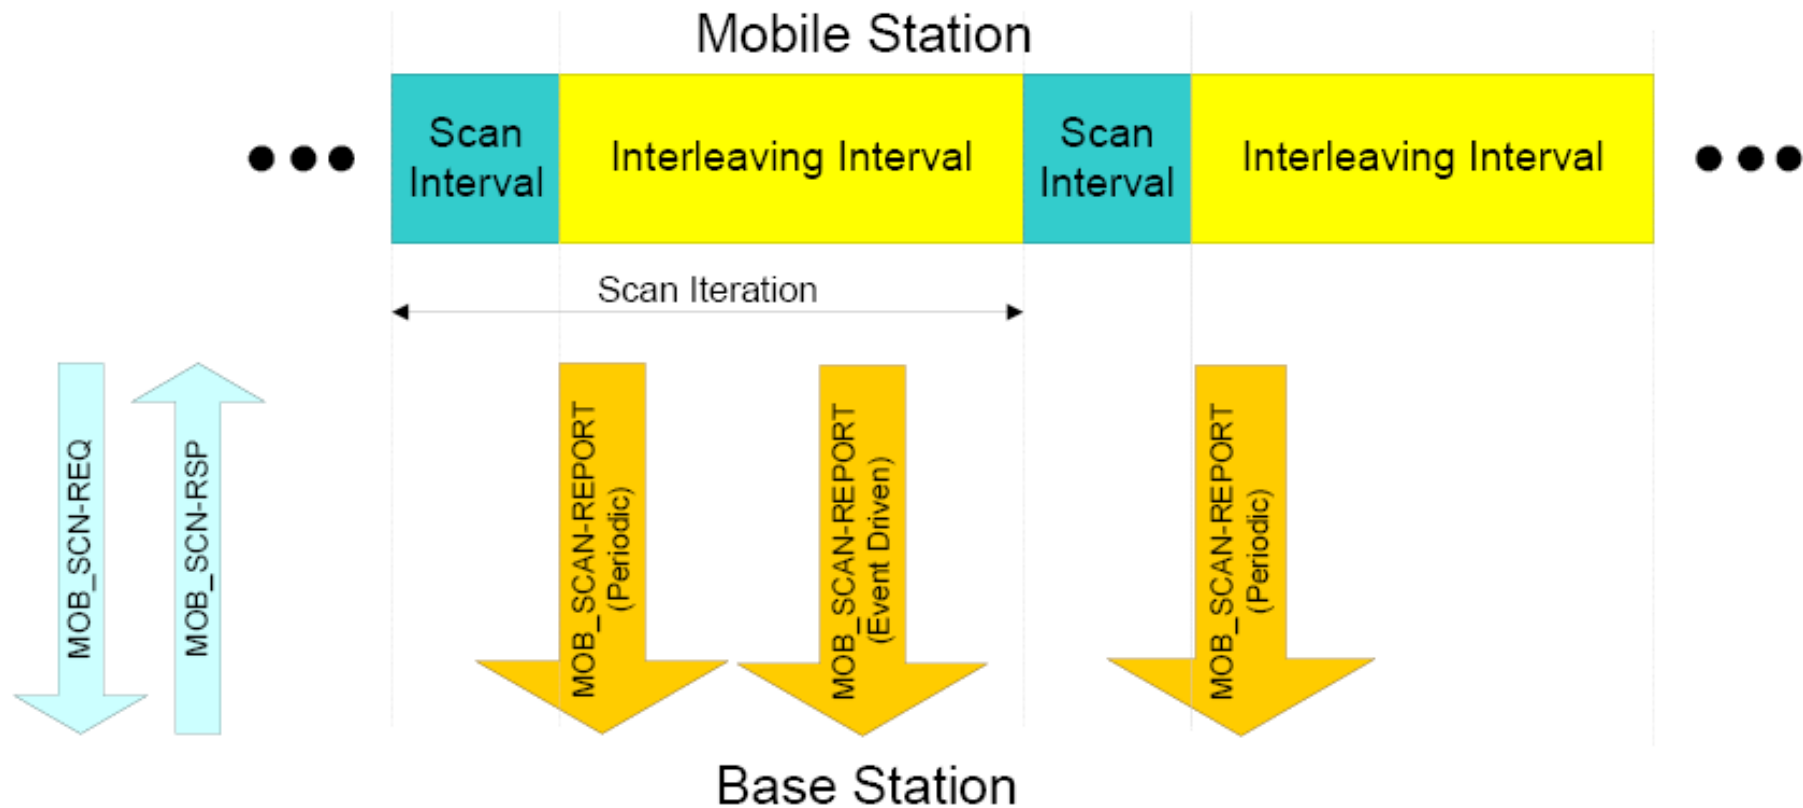 Mobile Station
Scan
Interval
Interleaving Interval
Scan
Interval
Interleaving Interval
Scan Iteration
MOB_SCN-REQ
MOB_SCN-RSP
MOB_SCAN-REPORT
(Periodic)
MOB_SCAN-REPORT
(Event Driven)
MOB_SCAN-REPORT
(Periodic)
Base Station